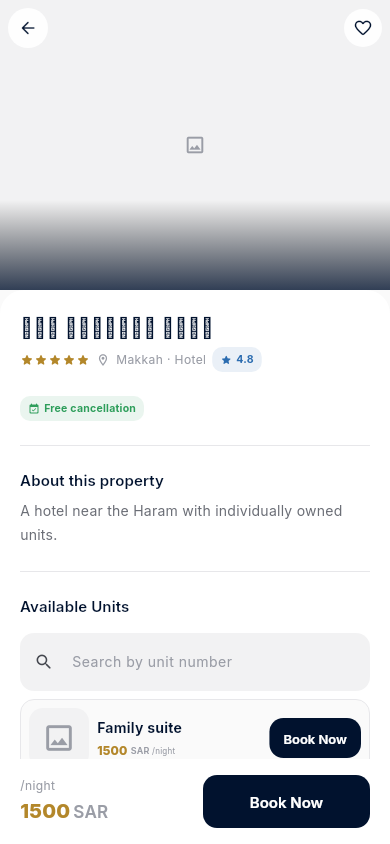 Makkah · Hotel 4.8
Free cancellation
About this property
A hotel near the Haram with individually owned
units.
Available Units
Search by unit number
Family suite
1500 SAR /night
Book Now
/night
1500 SAR
Book Now